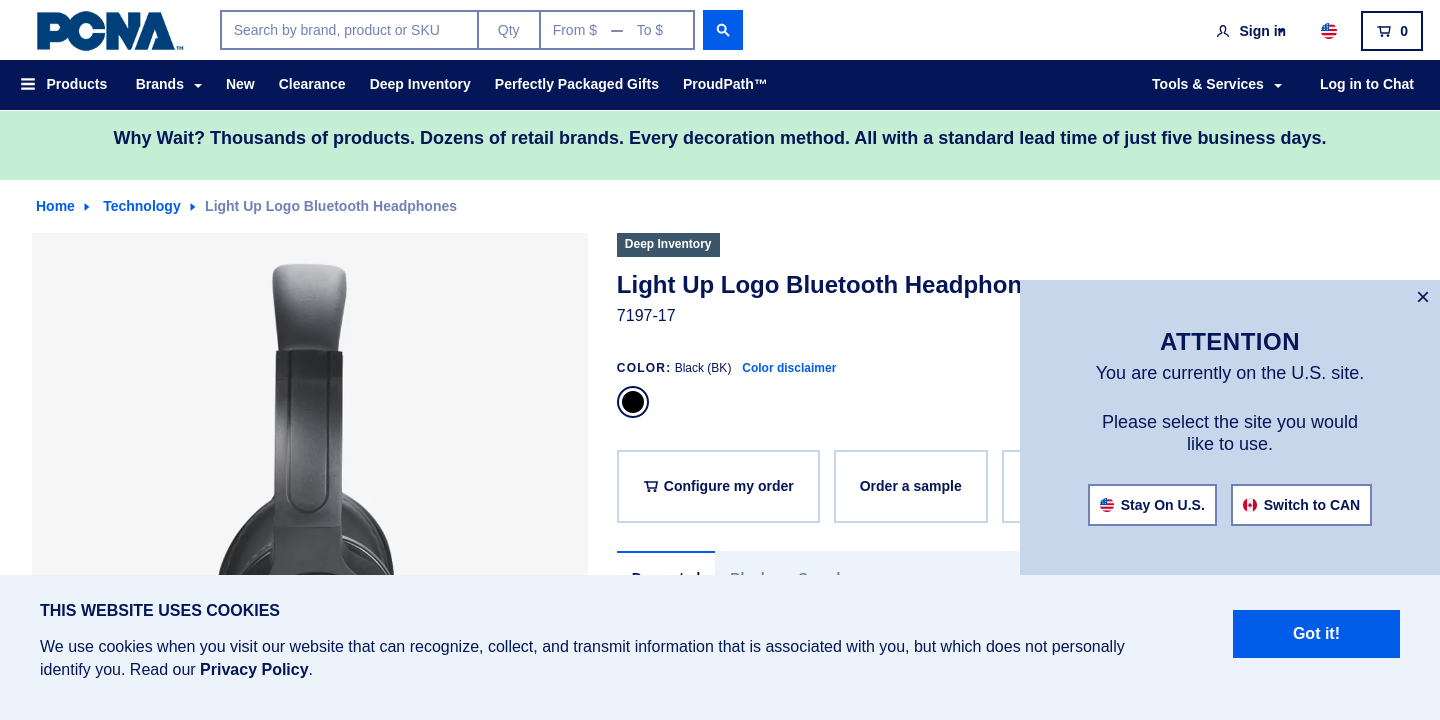 PCNA™
Search by brand, product or SKU
Qty
From $ — To $
Sign in
0
Products
Brands
New
Clearance
Deep Inventory
Perfectly Packaged Gifts
ProudPath™
Tools & Services
Log in to Chat
Why Wait? Thousands of products. Dozens of retail brands. Every decoration method. All with a standard lead time of just five business days.
Home
Technology
Light Up Logo Bluetooth Headphones
Deep Inventory
Light Up Logo Bluetooth Headphon
7197-17
COLOR: Black (BK) Color disclaimer
Configure my order
Order a sample
×
ATTENTION
You are currently on the U.S. site.
Please select the site you would
like to use.
Stay On U.S.
Switch to CAN
THIS WEBSITE USES COOKIES
We use cookies when you visit our website that can recognize, collect, and transmit information that is associated with you, but which does not personally
identify you. Read our Privacy Policy.
Got it!